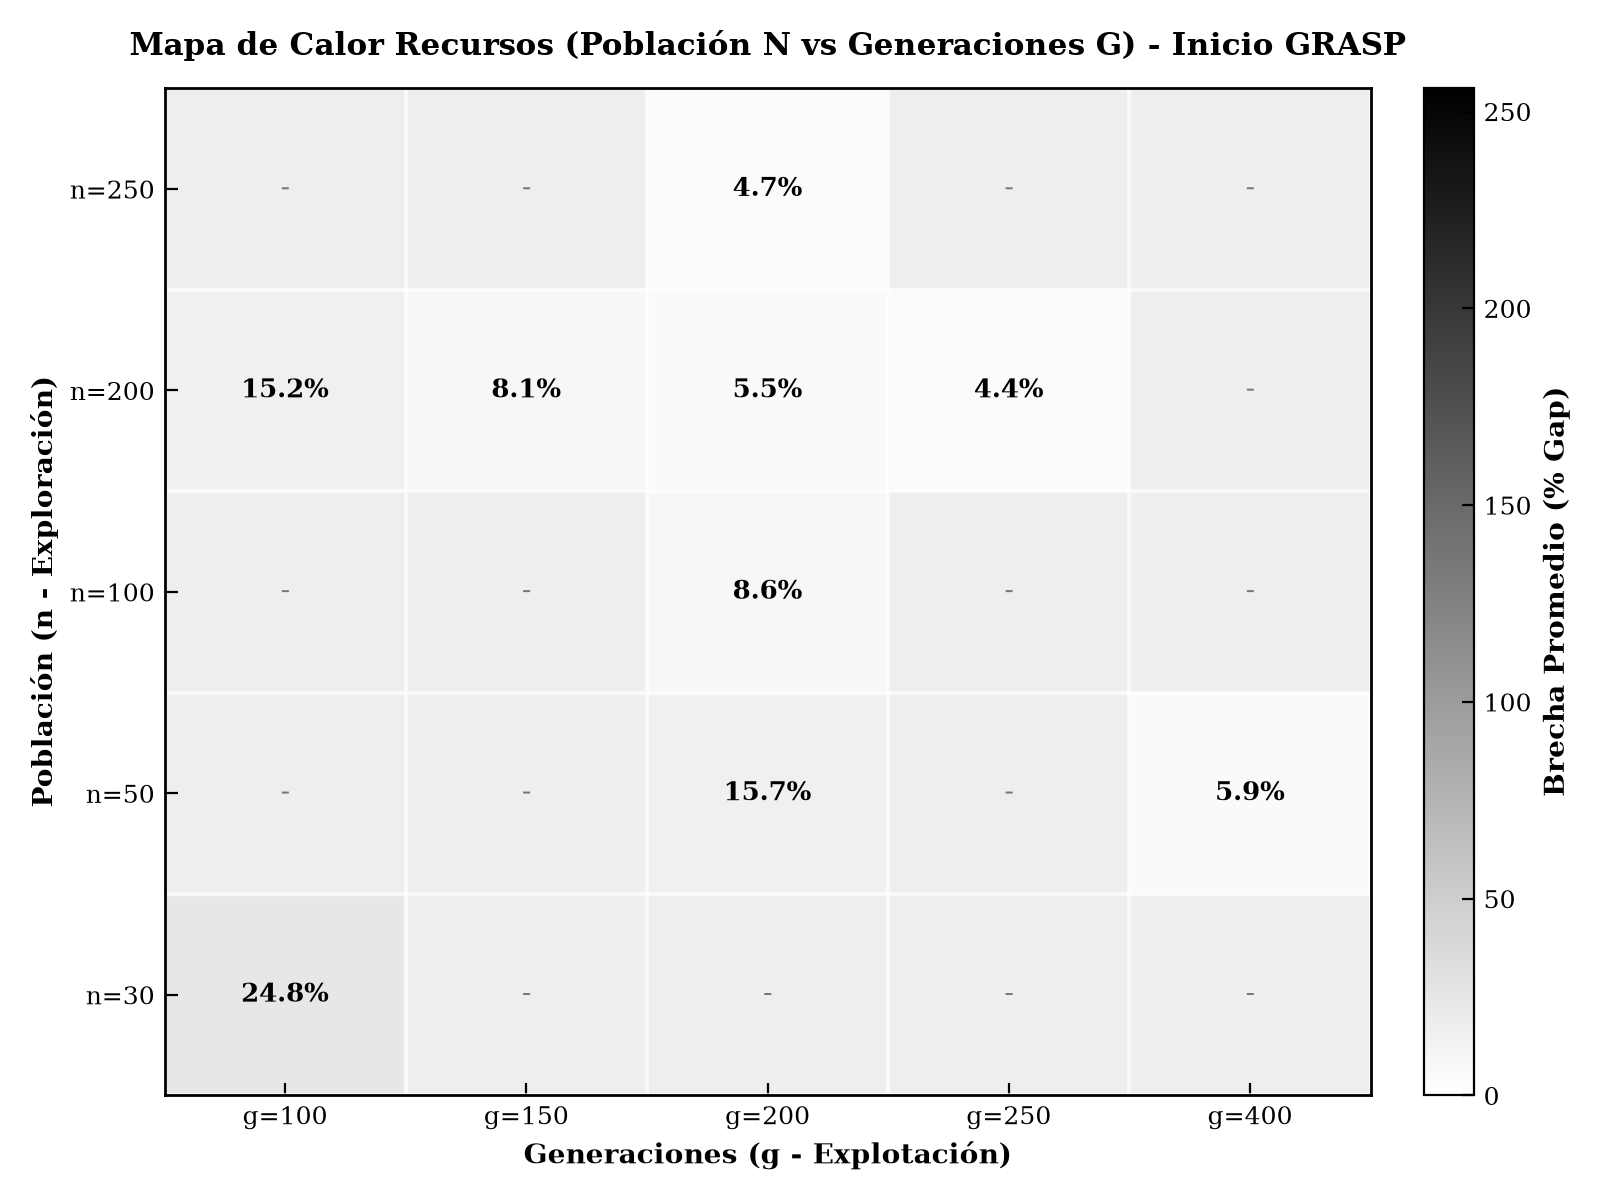 Mapa de Calor Recursos (Población N vs Generaciones G) - Inicio GRASP
Población (n - Exploración)
n=250 - - 4.7% - -
n=200 15.2% 8.1% 5.5% 4.4% -
n=100 - - 8.6% - -
n=50 - - 15.7% - 5.9%
n=30 24.8% - - - -
g=100 g=150 g=200 g=250 g=400
Generaciones (g - Explotación)
250
200
150
100
50
0
Brecha Promedio (% Gap)